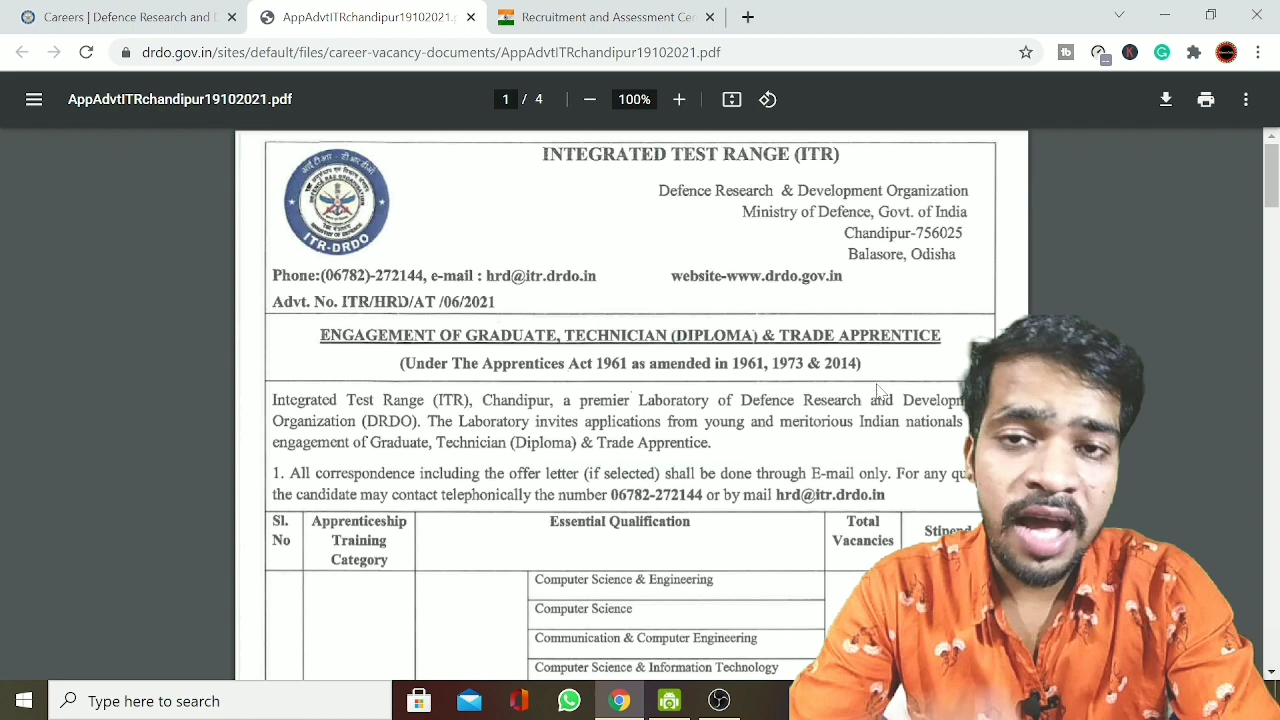 Careers | Defence Research and D
AppAdvtITRchandipur19102021.p
Recruitment and Assessment Cen
drdo.gov.in/sites/default/files/career-vacancy-documents/AppAdvtITRchandipur19102021.pdf
AppAdvtITRchandipur19102021.pdf
1 / 4
100%
INTEGRATED TEST RANGE (ITR)
Defence Research & Development Organization
Ministry of Defence, Govt. of India
Chandipur-756025
Balasore, Odisha
ITR-DRDO
Phone:(06782)-272144, e-mail : hrd@itr.drdo.in website-www.drdo.gov.in
Advt. No. ITR/HRD/AT /06/2021
ENGAGEMENT OF GRADUATE, TECHNICIAN (DIPLOMA) & TRADE APPRENTICE
(Under The Apprentices Act 1961 as amended in 1961, 1973 & 2014)
Integrated Test Range (ITR), Chandipur, a premier Laboratory of Defence Research and Developm
Organization (DRDO). The Laboratory invites applications from young and meritorious Indian nationals
engagement of Graduate, Technician (Diploma) & Trade Apprentice.
1. All correspondence including the offer letter (if selected) shall be done through E-mail only. For any qu
the candidate may contact telephonically the number 06782-272144 or by mail hrd@itr.drdo.in
Sl. No
Apprenticeship Training Category
Essential Qualification
Total Vacancies
Stipend
Computer Science & Engineering
Computer Science
Communication & Computer Engineering
Computer Science & Information Technology
Type here to search